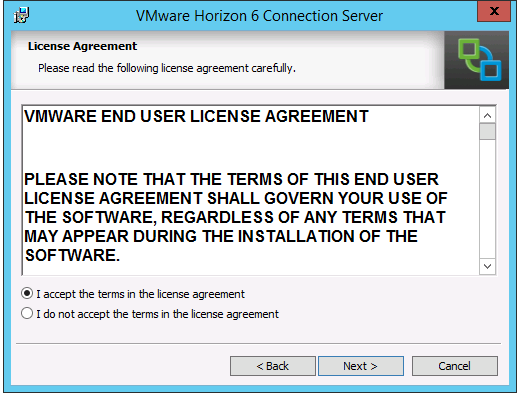 VMware Horizon 6 Connection Server
x
License Agreement
Please read the following license agreement carefully.
VMWARE END USER LICENSE AGREEMENT
PLEASE NOTE THAT THE TERMS OF THIS END USER
LICENSE AGREEMENT SHALL GOVERN YOUR USE OF
THE SOFTWARE, REGARDLESS OF ANY TERMS THAT
MAY APPEAR DURING THE INSTALLATION OF THE
SOFTWARE.
I accept the terms in the license agreement
I do not accept the terms in the license agreement
< Back Next > Cancel